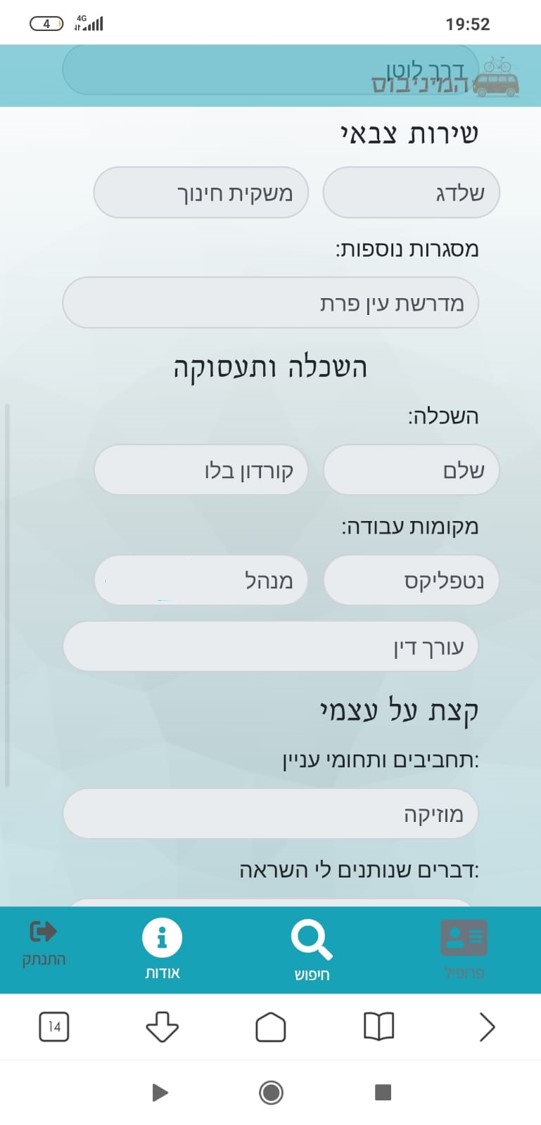 4 4G 19:52
דרך לוטן
המיניבוס
שירות צבאי
שלדג משקית חינוך
מסגרות נוספות:
מדרשת עין פרת
השכלה ותעסוקה
השכלה:
שלם קורדון בלו
מקומות עבודה:
נטפליקס מנהל
עורך דין
קצת על עצמי
:תחביבים ותחומי עניין
מוזיקה
:דברים שנותנים לי השראה
פרופיל חיפוש אודות התנתק
14